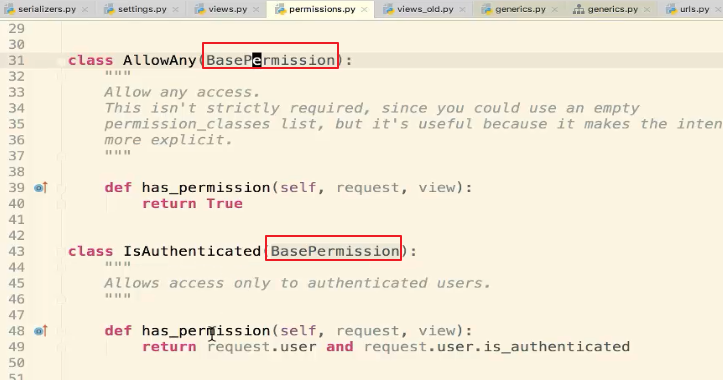 serializers.py settings.py views.py permissions.py views_old.py generics.py generics.py urls.py
29
30
31 class AllowAny(BasePermission):
32 """
33 Allow any access.
34 This isn't strictly required, since you could use an empty
35 permission_classes list, but it's useful because it makes the inten
36 more explicit.
37 """
38
39 def has_permission(self, request, view):
40 return True
41
42
43 class IsAuthenticated(BasePermission):
44 """
45 Allows access only to authenticated users.
46 """
47
48 def has_permission(self, request, view):
49 return request.user and request.user.is_authenticated
50
51